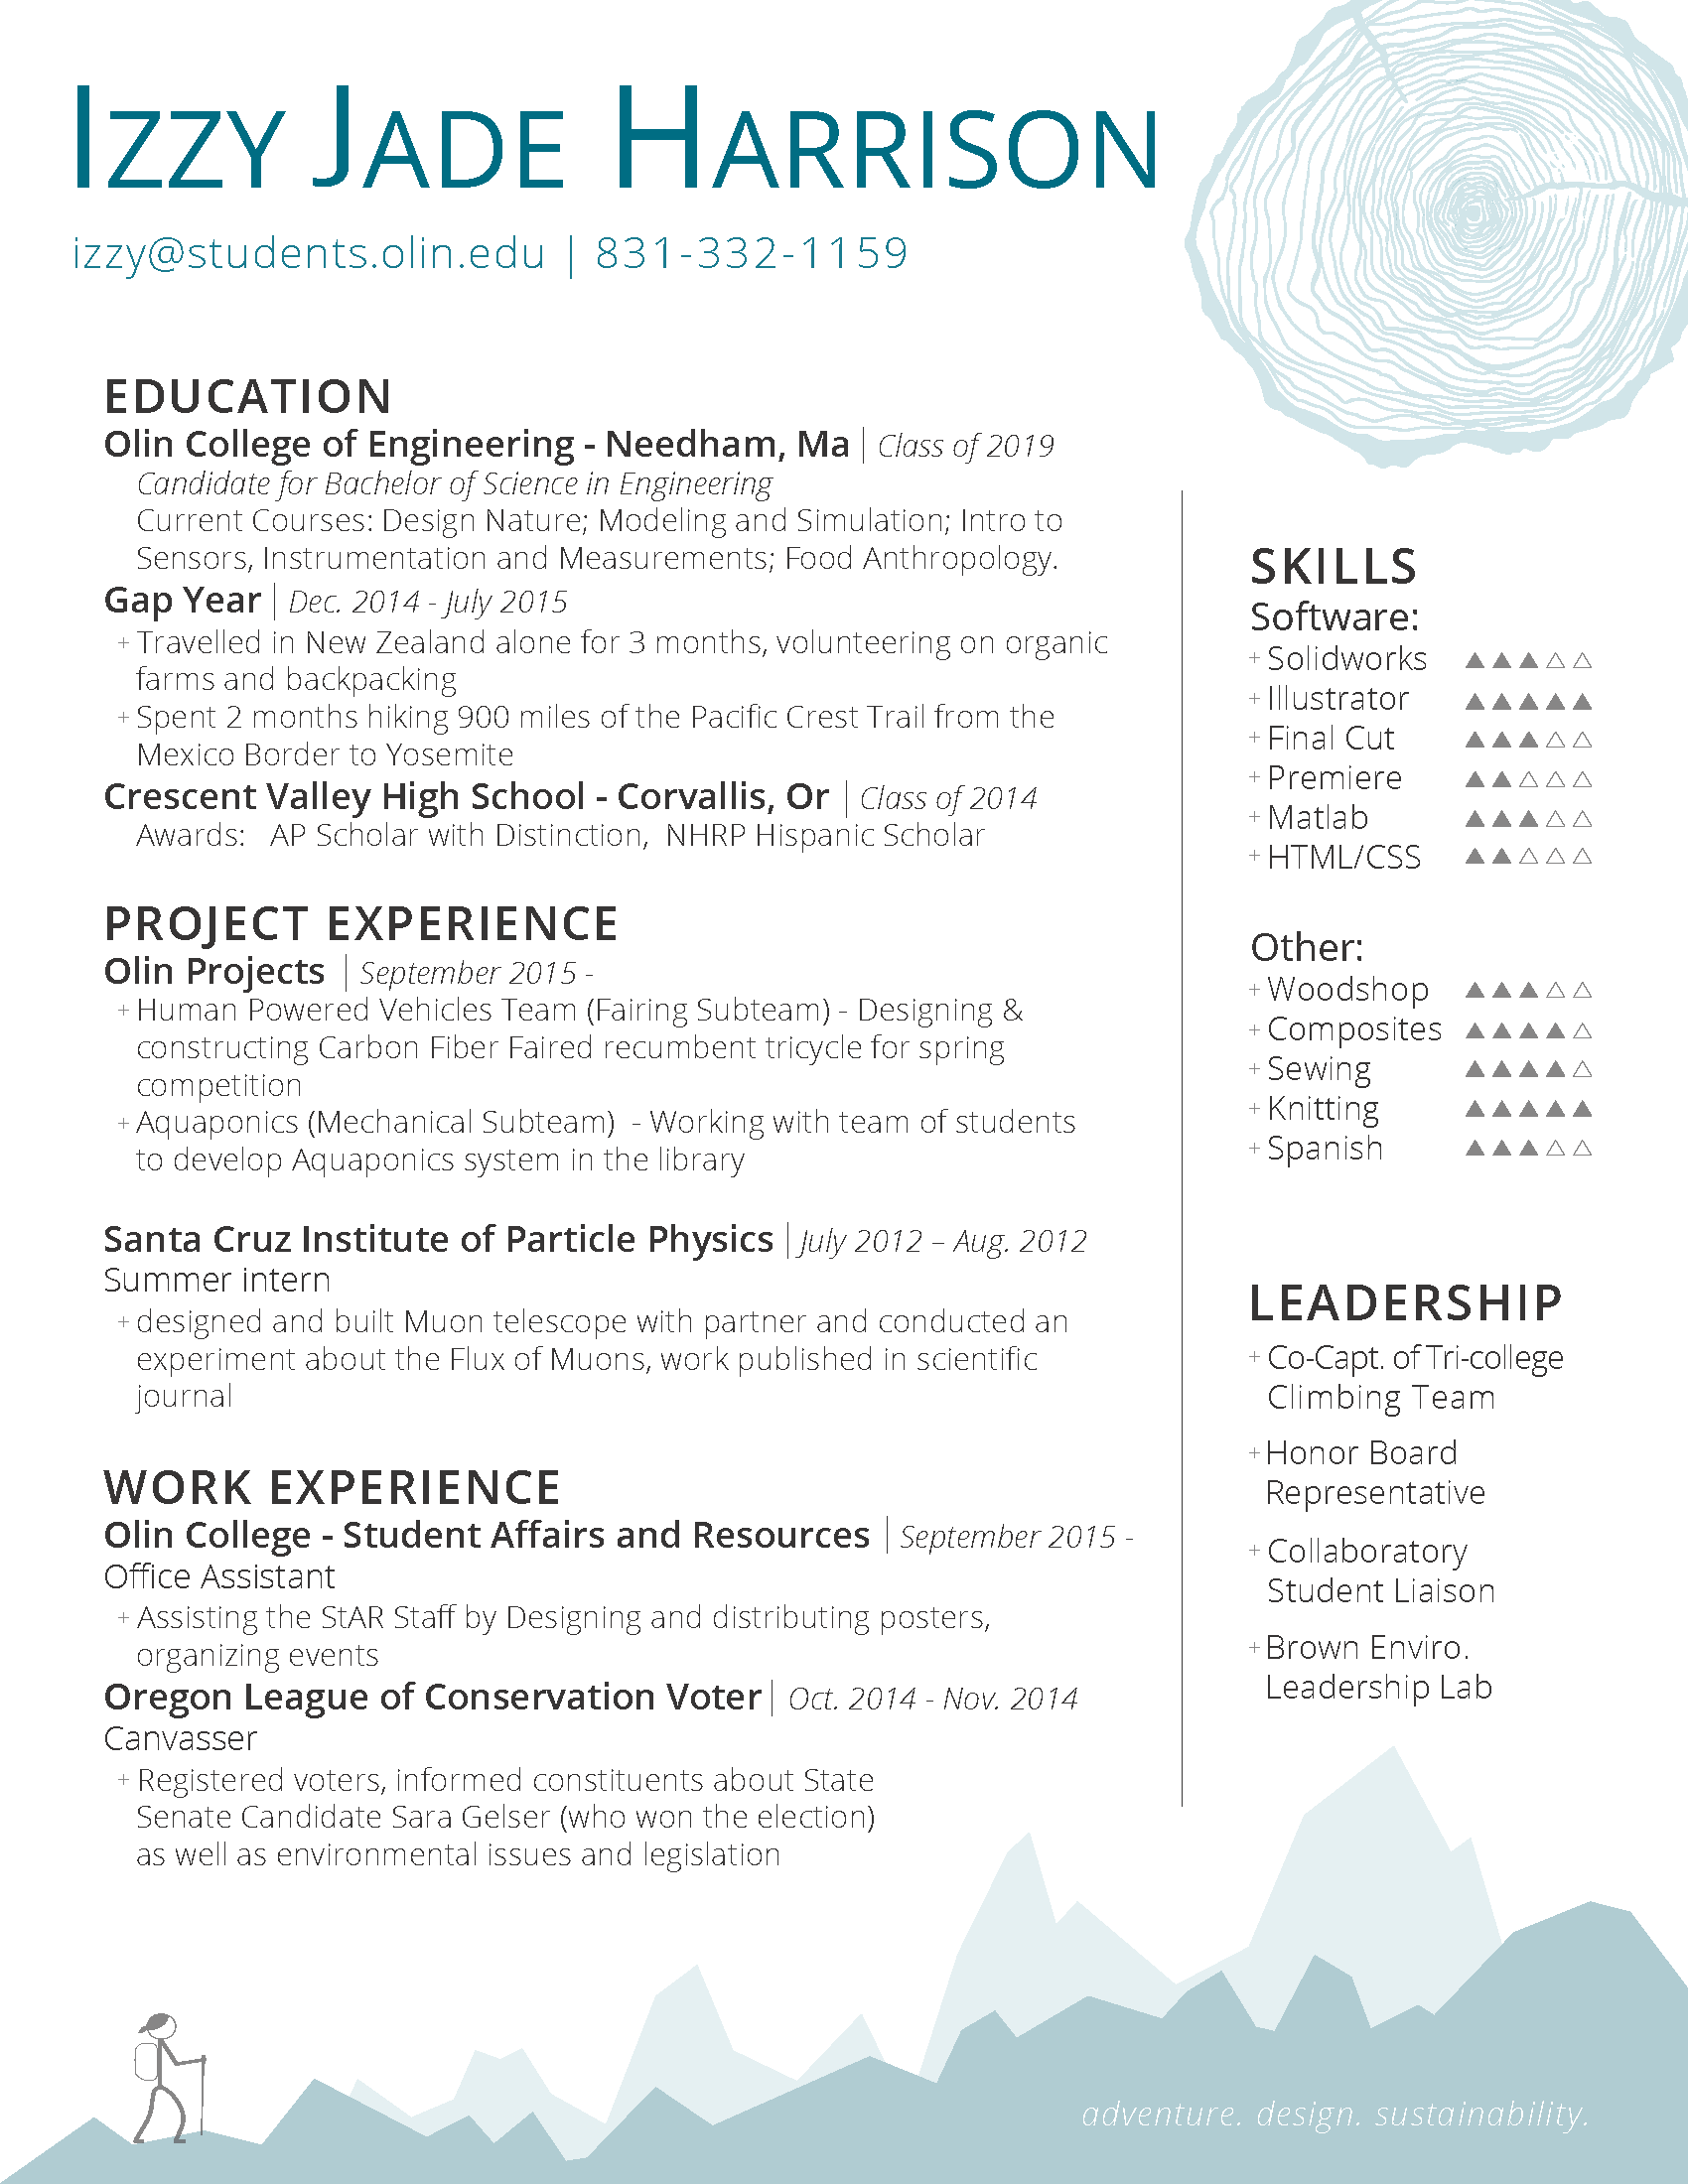 IZZY JADE HARRISON
izzy@students.olin.edu | 831-332-1159
EDUCATION
Olin College of Engineering - Needham, Ma | Class of 2019
Candidate for Bachelor of Science in Engineering
Current Courses: Design Nature; Modeling and Simulation; Intro to
Sensors, Instrumentation and Measurements; Food Anthropology.
Gap Year | Dec. 2014 - July 2015
+ Travelled in New Zealand alone for 3 months, volunteering on organic
farms and backpacking
+ Spent 2 months hiking 900 miles of the Pacific Crest Trail from the
Mexico Border to Yosemite
Crescent Valley High School - Corvallis, Or | Class of 2014
Awards: AP Scholar with Distinction, NHRP Hispanic Scholar
PROJECT EXPERIENCE
Olin Projects | September 2015 -
+ Human Powered Vehicles Team (Fairing Subteam) - Designing &
constructing Carbon Fiber Faired recumbent tricycle for spring
competition
+ Aquaponics (Mechanical Subteam) - Working with team of students
to develop Aquaponics system in the library
Santa Cruz Institute of Particle Physics | July 2012 – Aug. 2012
Summer intern
+ designed and built Muon telescope with partner and conducted an
experiment about the Flux of Muons, work published in scientific
journal
WORK EXPERIENCE
Olin College - Student Affairs and Resources | September 2015 -
Office Assistant
+ Assisting the StAR Staff by Designing and distributing posters,
organizing events
Oregon League of Conservation Voter | Oct. 2014 - Nov. 2014
Canvasser
+ Registered voters, informed constituents about State
Senate Candidate Sara Gelser (who won the election)
as well as environmental issues and legislation
SKILLS
Software:
+ Solidworks ▲▲▲△△
+ Illustrator ▲▲▲▲▲
+ Final Cut ▲▲▲△△
+ Premiere ▲▲△△△
+ Matlab ▲▲▲△△
+ HTML/CSS ▲▲△△△
Other:
+ Woodshop ▲▲▲△△
+ Composites ▲▲▲▲△
+ Sewing ▲▲▲▲△
+ Knitting ▲▲▲▲▲
+ Spanish ▲▲▲△△
LEADERSHIP
+ Co-Capt. of Tri-college
Climbing Team
+ Honor Board
Representative
+ Collaboratory
Student Liaison
+ Brown Enviro.
Leadership Lab
adventure. design. sustainability.